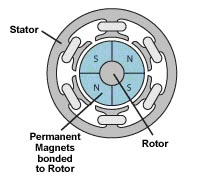 Stator
S N
N S
Permanent
Magnets
bonded
to Rotor
Rotor